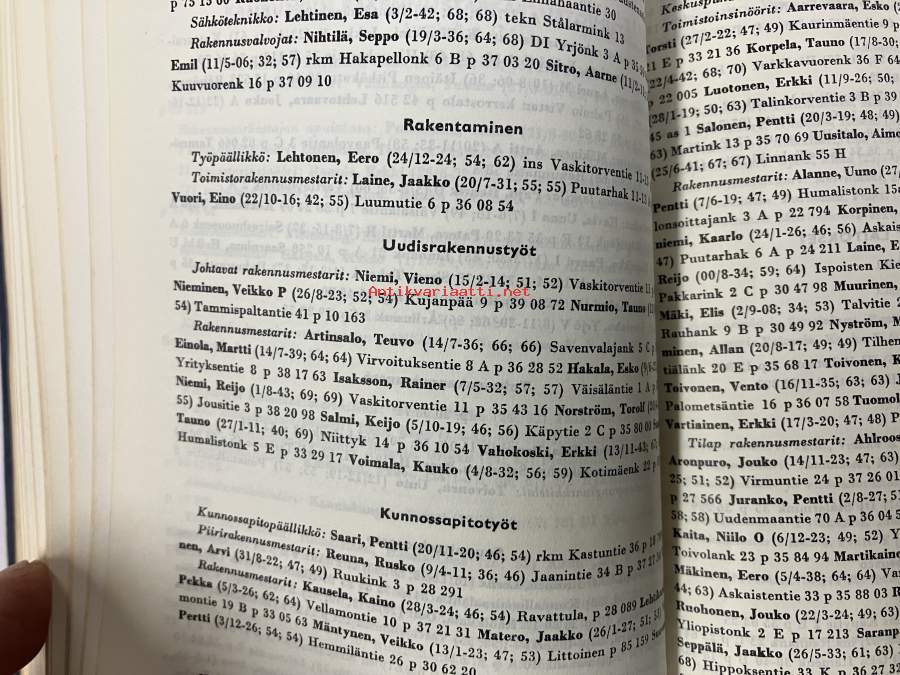 Sähköteknikko: Lehtinen, Esa (3/2-42; 68; 68) tekn Stålarmink 13
Rakennusvalvojat: Nihtilä, Seppo (19/3-36; 64; 68) DI Yrjönk 3 A p
Emil (11/5-06; 32; 57) rkm Hakapellonk 6 B p 37 03 20 Sitro, Aarne
Kuuvuorenk 16 p 37 09 10
Rakentaminen
Työpäällikkö: Lehtonen, Eero (24/12-24; 54; 62) ins Vaskitorventie
Toimistorakennusmestarit: Laine, Jaakko (20/7-31; 55; 55) Puutarhak
Vuori, Eino (22/10-16; 42; 55) Luumutie 6 p 36 08 54
Uudisrakennustyöt
Johtavat rakennusmestarit: Niemi, Vieno (15/2-14; 51; 52) Vaskitorventie
Nieminen, Veikko P (26/8-23; 52; 54) Kujanpää 9 p 39 08 72 Nurmio, Tauno
54) Tammispaltantie 41 p 10 163
Antikvariaatti.net
Rakennusmestarit: Artinsalo, Teuvo (14/7-36; 66; 66) Savenvalajank 5 C p
Einola, Martti (14/7-39; 64; 64) Virvoituksentie 8 A p 36 28 52 Hakala, Esko
Yrityksentie 8 p 38 17 63 Isaksson, Rainer (7/5-32; 57; 57) Väisäläntie 1 A p
Niemi, Reijo (1/8-43; 69; 69) Vaskitorventie 11 p 35 43 16 Norström, Torolf
55) Jousitie 3 p 38 20 98 Salmi, Keijo (5/10-19; 46; 56) Käpytie 2 C p 35 80 00
Tauno (27/1-11; 40; 69) Niittyk 14 p 36 10 54 Vahokoski, Erkki (13/11-43;
Humalistonk 5 E p 33 29 17 Voimala, Kauko (4/8-32; 56; 59) Kotimäenk 22 p
Kunnossapitotyöt
Kunnossapitopäällikkö: Saari, Pentti (20/11-20; 46; 54) rkm Kastuntie 36 p
Piirirakennusmestarit: Reuna, Rusko (9/4-11; 36; 46) Jaanintie 34 B p 37
nen, Arvi (31/8-22; 47; 49) Ruukink 3 p 28 291
Rakennusmestarit: Kausela, Kaino (28/3-24; 46; 54) Ravattula, p 28 089
Pekka (5/3-26; 62; 64) Vellamontie 10 p 37 21 31 Matero, Jaakko (26/1-27; 51;
montie 19 B p 33 05 63 Mäntynen, Veikko (13/1-23; 47; 53) Littoinen p 85 159
Pertti (3/12-26; 54; 54) Hemmiläntie 26 p 30 62 20
Toimistoinsinöörit: Aarrevaara, Esko
Torsti (27/2-22; 47; 49) Kaurinmäentie 9 p
11 E p 33 21 36 Korpela, Tauno (17/8-30;
22/4-42; 68; 70) Varkkavuorenk 36 F 64
p 22 005 Luotonen, Erkki (11/9-26; 50;
(28/1-19; 50; 63) Talinkorventie 3 B p 39
45 as 1 Salonen, Pentti (20/3-19; 48; 49)
63) Martink 13 p 35 70 69 Uusitalo, Aimo
(25/6-41; 67; 67) Linnank 55 H
Rakennusmestarit: Alanne, Uuno (27/
Pentti (7/6-19; 47; 49) Humalistonk 15
lonsoittajank 3 A p 22 794 Korpinen,
niemi, Kaarlo (24/1-26; 46; 56) Askais
47) Puutarhak 6 A p 24 211 Laine, E
Reijo (00/8-34; 59; 64) Ispoisten Kie
Pakkarink 2 C p 30 47 98 Muurinen,
Mäki, Elis (2/9-08; 34; 53) Talvitie 2
Rauhank 9 B p 30 49 92 Nyström, M
minen, Allan (20/8-17; 49; 49) Tilhen
tiälänk 20 E p 35 68 17 Toivonen, K
Toivonen, Vento (16/11-35; 63; 63) J
Palometsäntie 16 p 36 07 58 Tuomol
Vartiainen, Erkki (17/3-20; 47; 48) P
Tilap rakennusmestarit: Ahlroos
Aronpuro, Jouko (14/11-23; 47; 63)
25; 51; 52) Virmuntie 24 p 37 26 01
p 27 566 Juranko, Pentti (2/8-27; 51
58; 58) Uudenmaantie 70 A p 36 04 5
Kaita, Niilo O (6/12-23; 49; 52) Y
Toivolank 23 p 35 84 94 Martikaine
Mäkinen, Eero (5/4-38; 64; 64) Va
44; 63) Askaistentie 33 p 35 88 03 R
Ruohonen, Jouko (22/3-24; 49; 63)
Yliopistonk 2 E p 17 213 Saranp
Seppälä, Jaakko (26/5-33; 61; 63)
68) Hippoksentie 33 K p 36 27 32